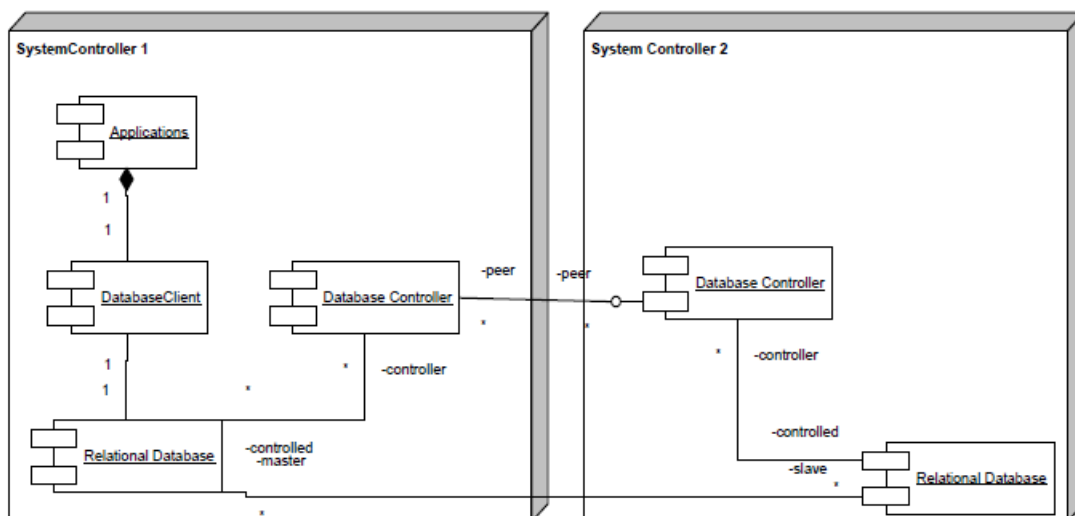 SystemController 1
System Controller 2
Applications
1
1
DatabaseClient
Database Controller
-peer
-peer
Database Controller
*
*
1
1
*
*
-controller
*
-controller
Relational Database
-controlled
-master
-controlled
-slave
*
Relational Database
*